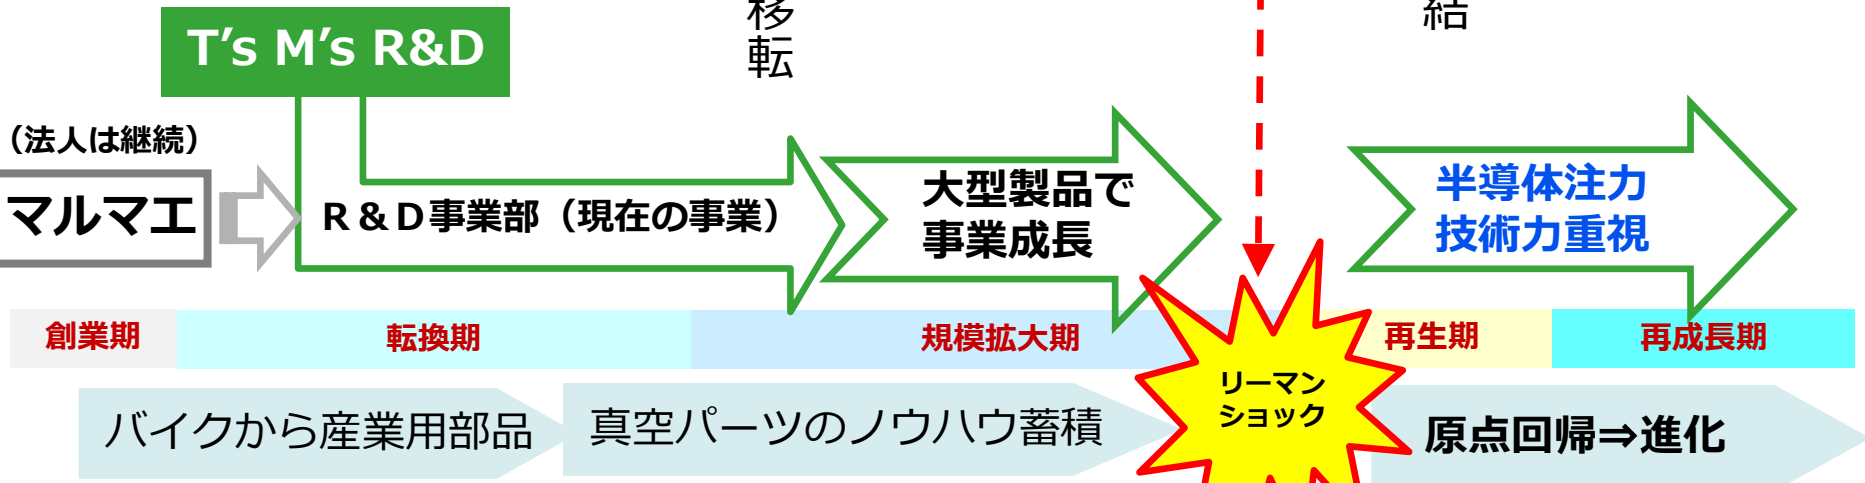 移転
結
T's M's R&D
（法人は継続）
マルマエ
Ｒ＆Ｄ事業部（現在の事業）
大型製品で
事業成長
半導体注力
技術力重視
創業期
転換期
規模拡大期
再生期
再成長期
リーマン
ショック
バイクから産業用部品
真空パーツのノウハウ蓄積
原点回帰⇒進化